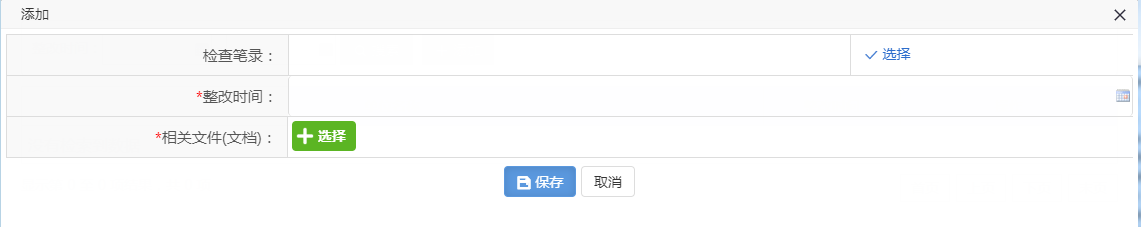 添加
检查笔录： 选择
*整改时间：
*相关文件(文档)： 选择
保存 取消